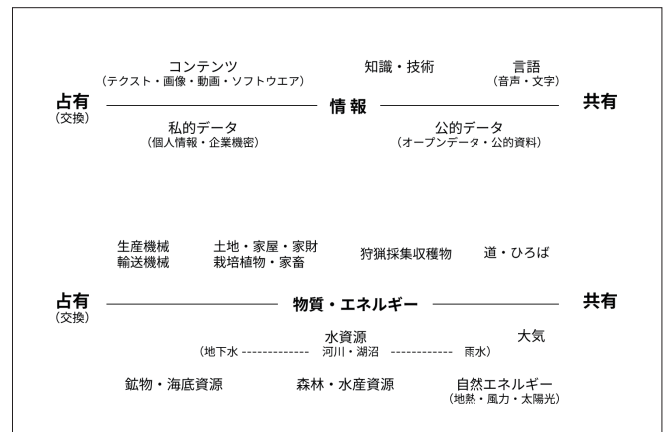 コンテンツ 知識・技術 言語
（テクスト・画像・動画・ソフトウエア） （音声・文字）
占有 情 報 共有
（交換）
私的データ 公的データ
（個人情報・企業機密） （オープンデータ・公的資料）
生産機械 土地・家屋・家財 狩猟採集収穫物 道・ひろば
輸送機械 栽培植物・家畜
占有 物質・エネルギー 共有
（交換）
水資源 大気
（地下水 河川・湖沼 雨水）
鉱物・海底資源 森林・水産資源 自然エネルギー
（地熱・風力・太陽光）